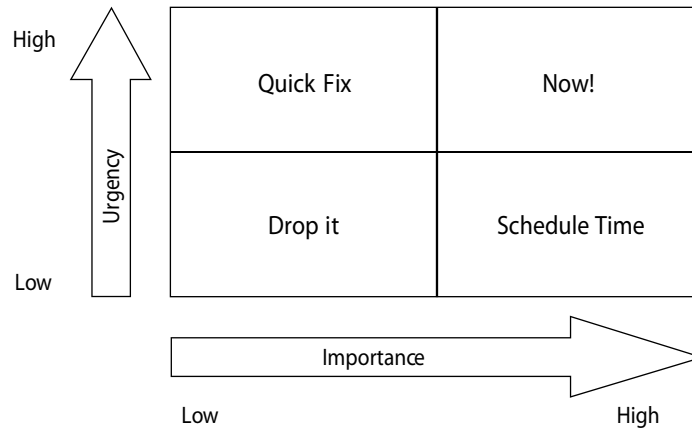 High
Quick Fix
Now!
Urgency
Drop it
Schedule Time
Low
Importance
Low
High